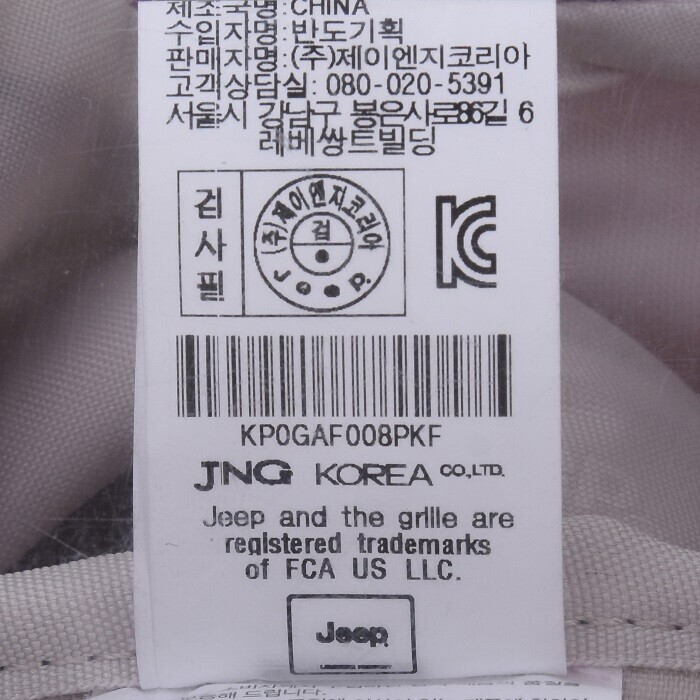 제조국명: CHINA
수입자명: 반도기획
판매자명: (주)제이엔지코리아
고객상담실: 080-020-5391
서울시 강남구 봉은사로86길 6
레베쌍트빌딩
검
사
필
(주)제이엔지코리아
검
Jeep
KC
KP0GAF008PKF
JNG KOREA CO.,LTD.
Jeep and the grille are
registered trademarks
of FCA US LLC.
Jeep